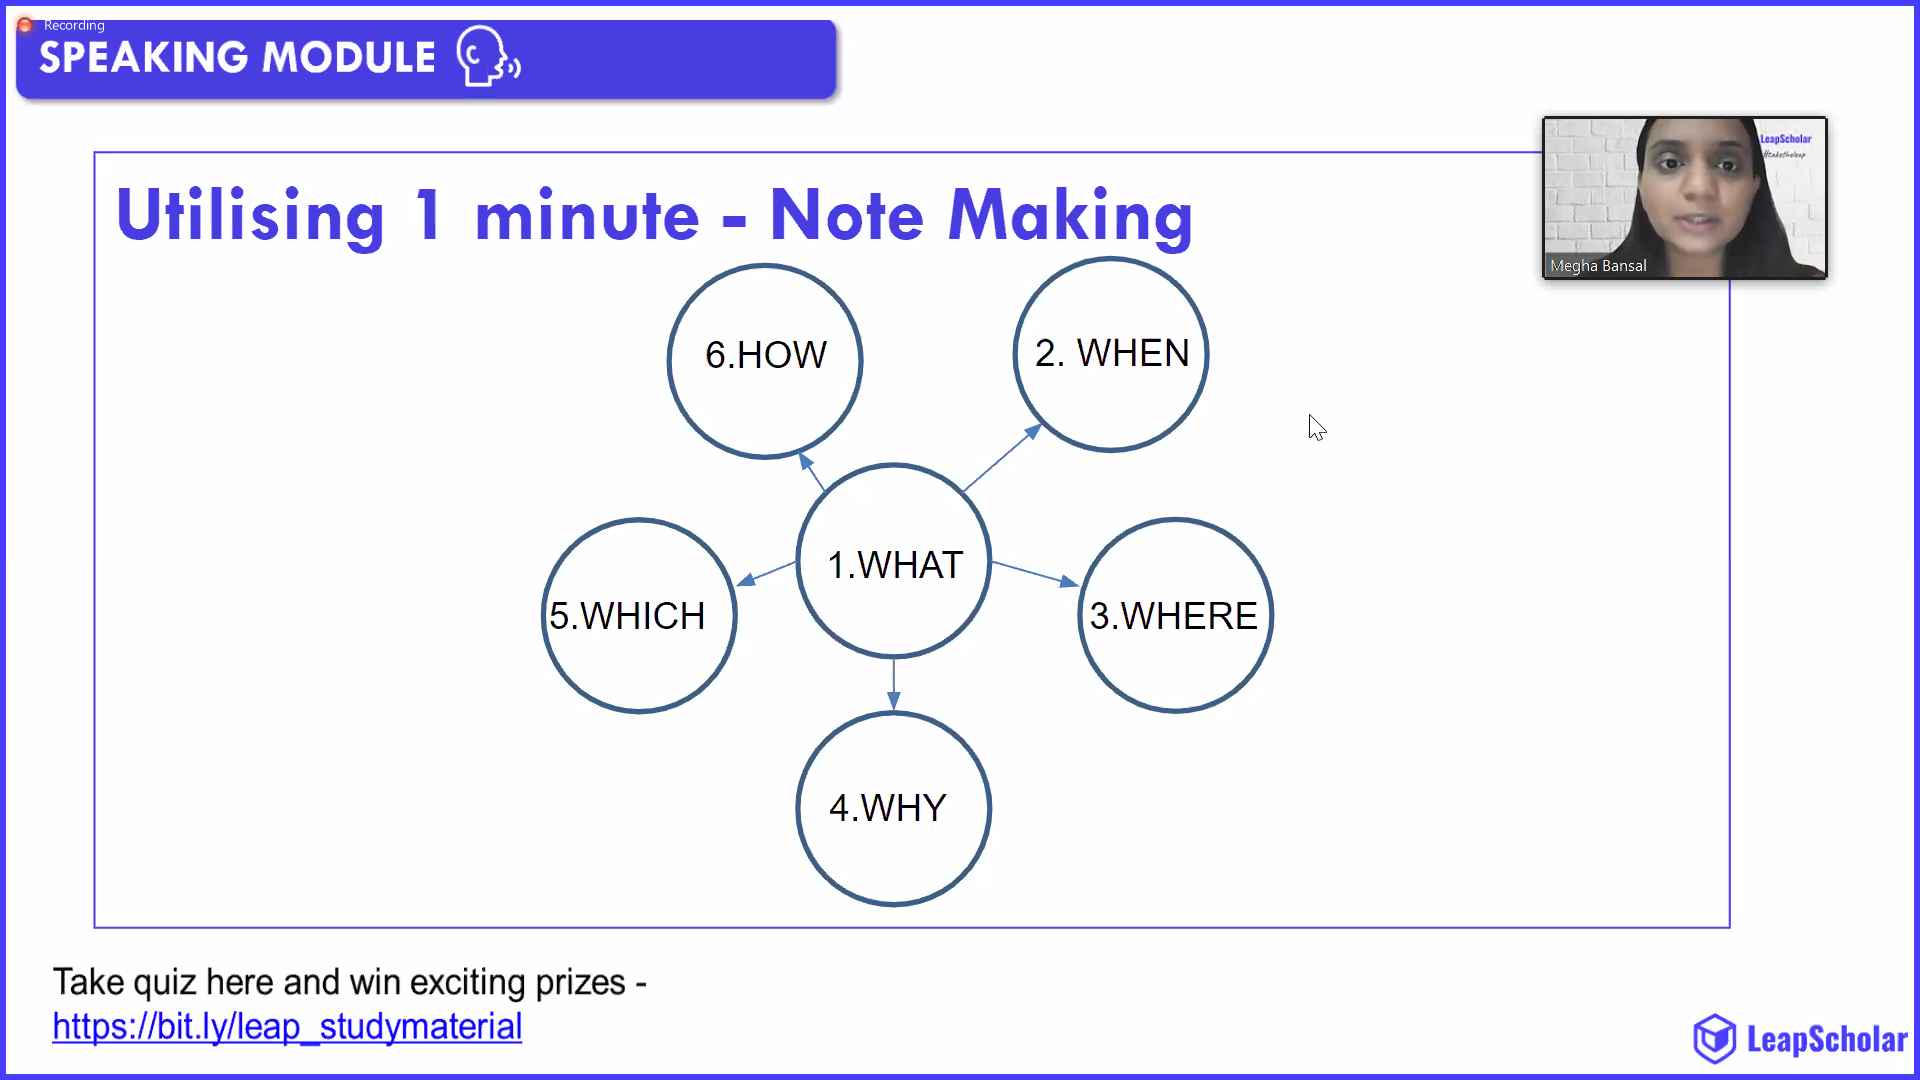 Recording
SPEAKING MODULE
LeapScholar
#taketheleap
Megha Bansal
Utilising 1 minute - Note Making
6.HOW
2. WHEN
1.WHAT
5.WHICH
3.WHERE
4.WHY
Take quiz here and win exciting prizes -
https://bit.ly/leap_studymaterial
LeapScholar